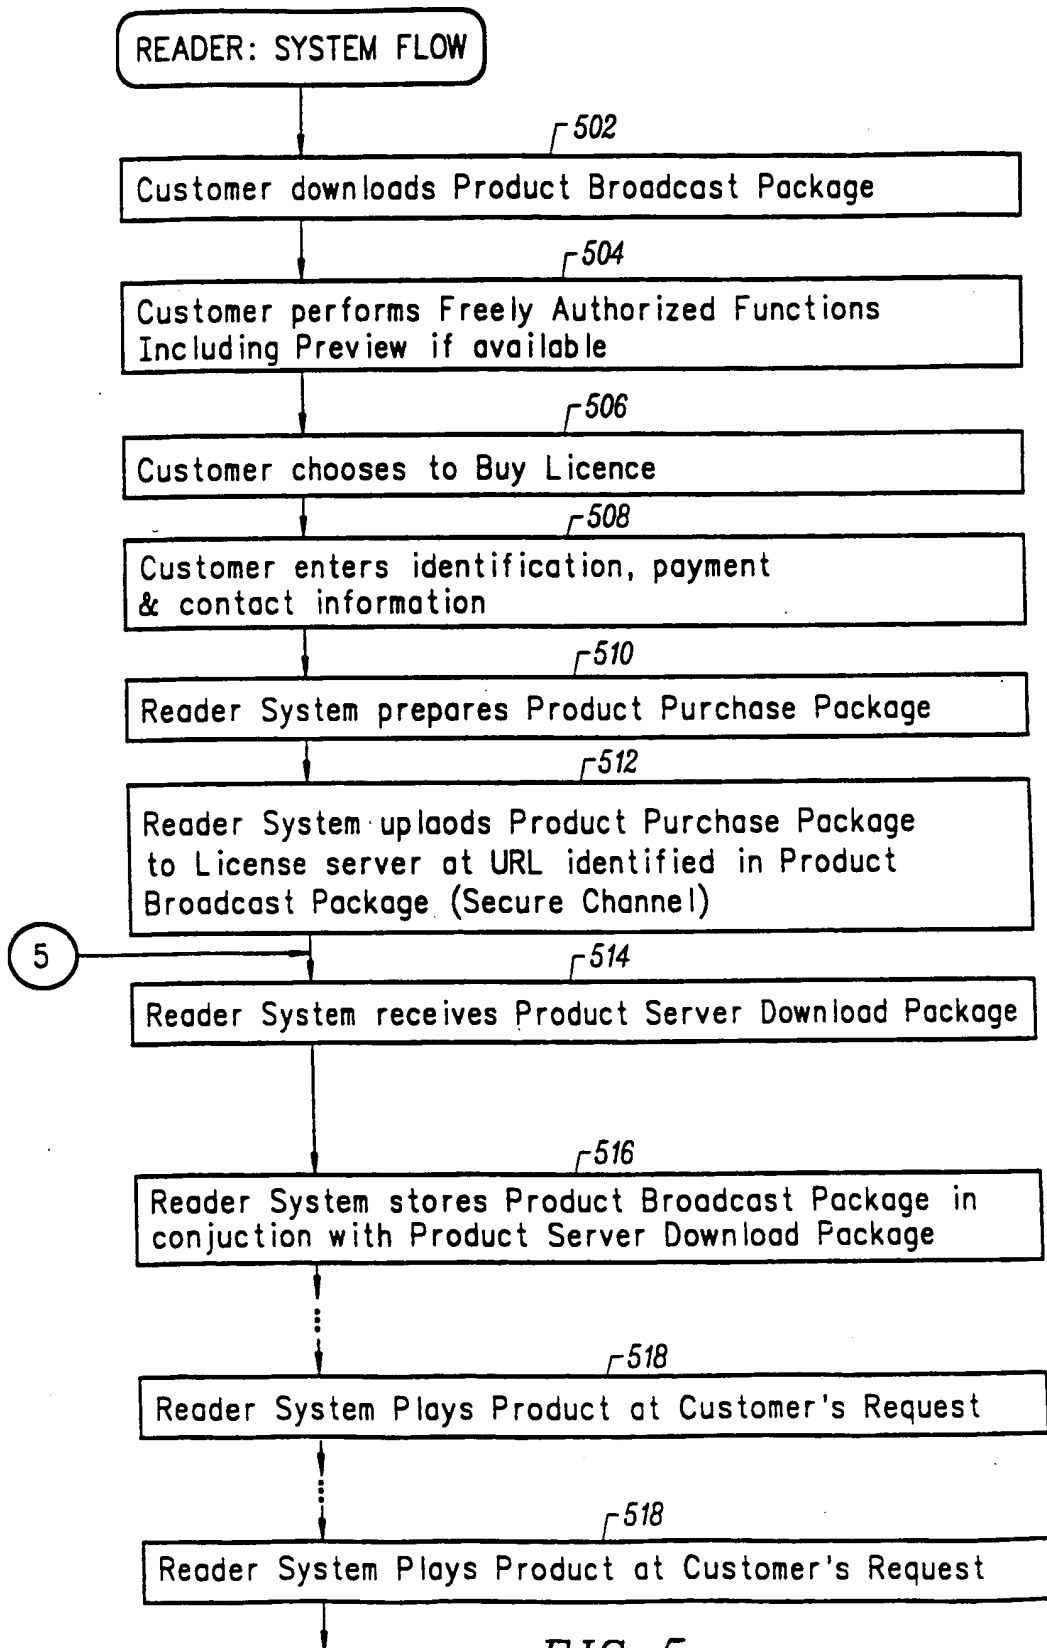 READER: SYSTEM FLOW
502
Customer downloads Product Broadcast Package
504
Customer performs Freely Authorized Functions
Including Preview if available
506
Customer chooses to Buy Licence
508
Customer enters identification, payment
& contact information
510
Reader System prepares Product Purchase Package
512
Reader System uplaods Product Purchase Package
to License server at URL identified in Product
Broadcast Package (Secure Channel)
5
514
Reader System receives Product Server Download Package
516
Reader System stores Product Broadcast Package in
conjuction with Product Server Download Package
518
Reader System Plays Product at Customer's Request
518
Reader System Plays Product at Customer's Request
FIG. 5